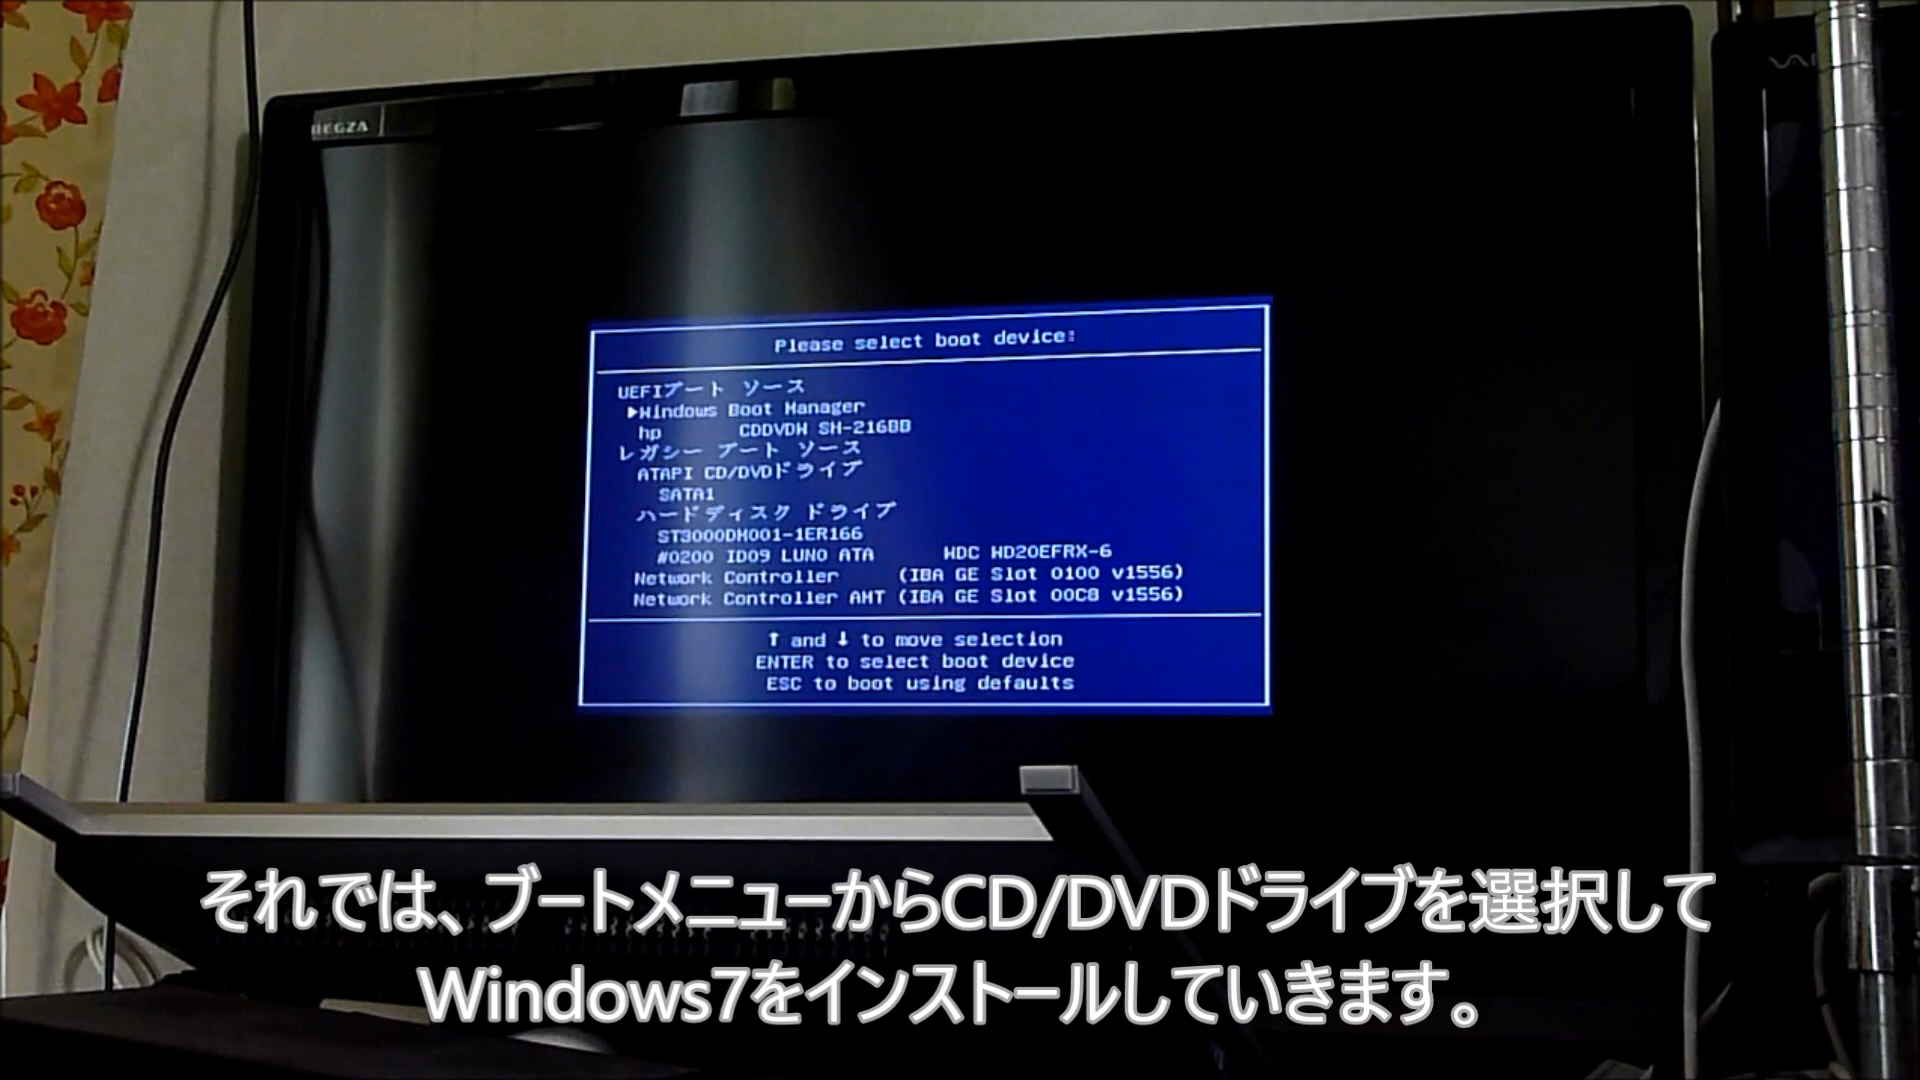 REGZA
Please select boot device:
UEFIブート ソース
▶Windows Boot Manager
hp CDDVDW SH-216BB
レガシー ブート ソース
ATAPI CD/DVDドライブ
SATA1
ハードディスク ドライブ
ST3000DM001-1ER166
#0200 ID09 LUN0 ATA WDC WD20EFRX-6
Network Controller (IBA GE Slot 0100 v1556)
Network Controller AMT (IBA GE Slot 00C8 v1556)
↑ and ↓ to move selection
ENTER to select boot device
ESC to boot using defaults
それでは、ブートメニューからCD/DVDドライブを選択して
Windows7をインストールしていきます。